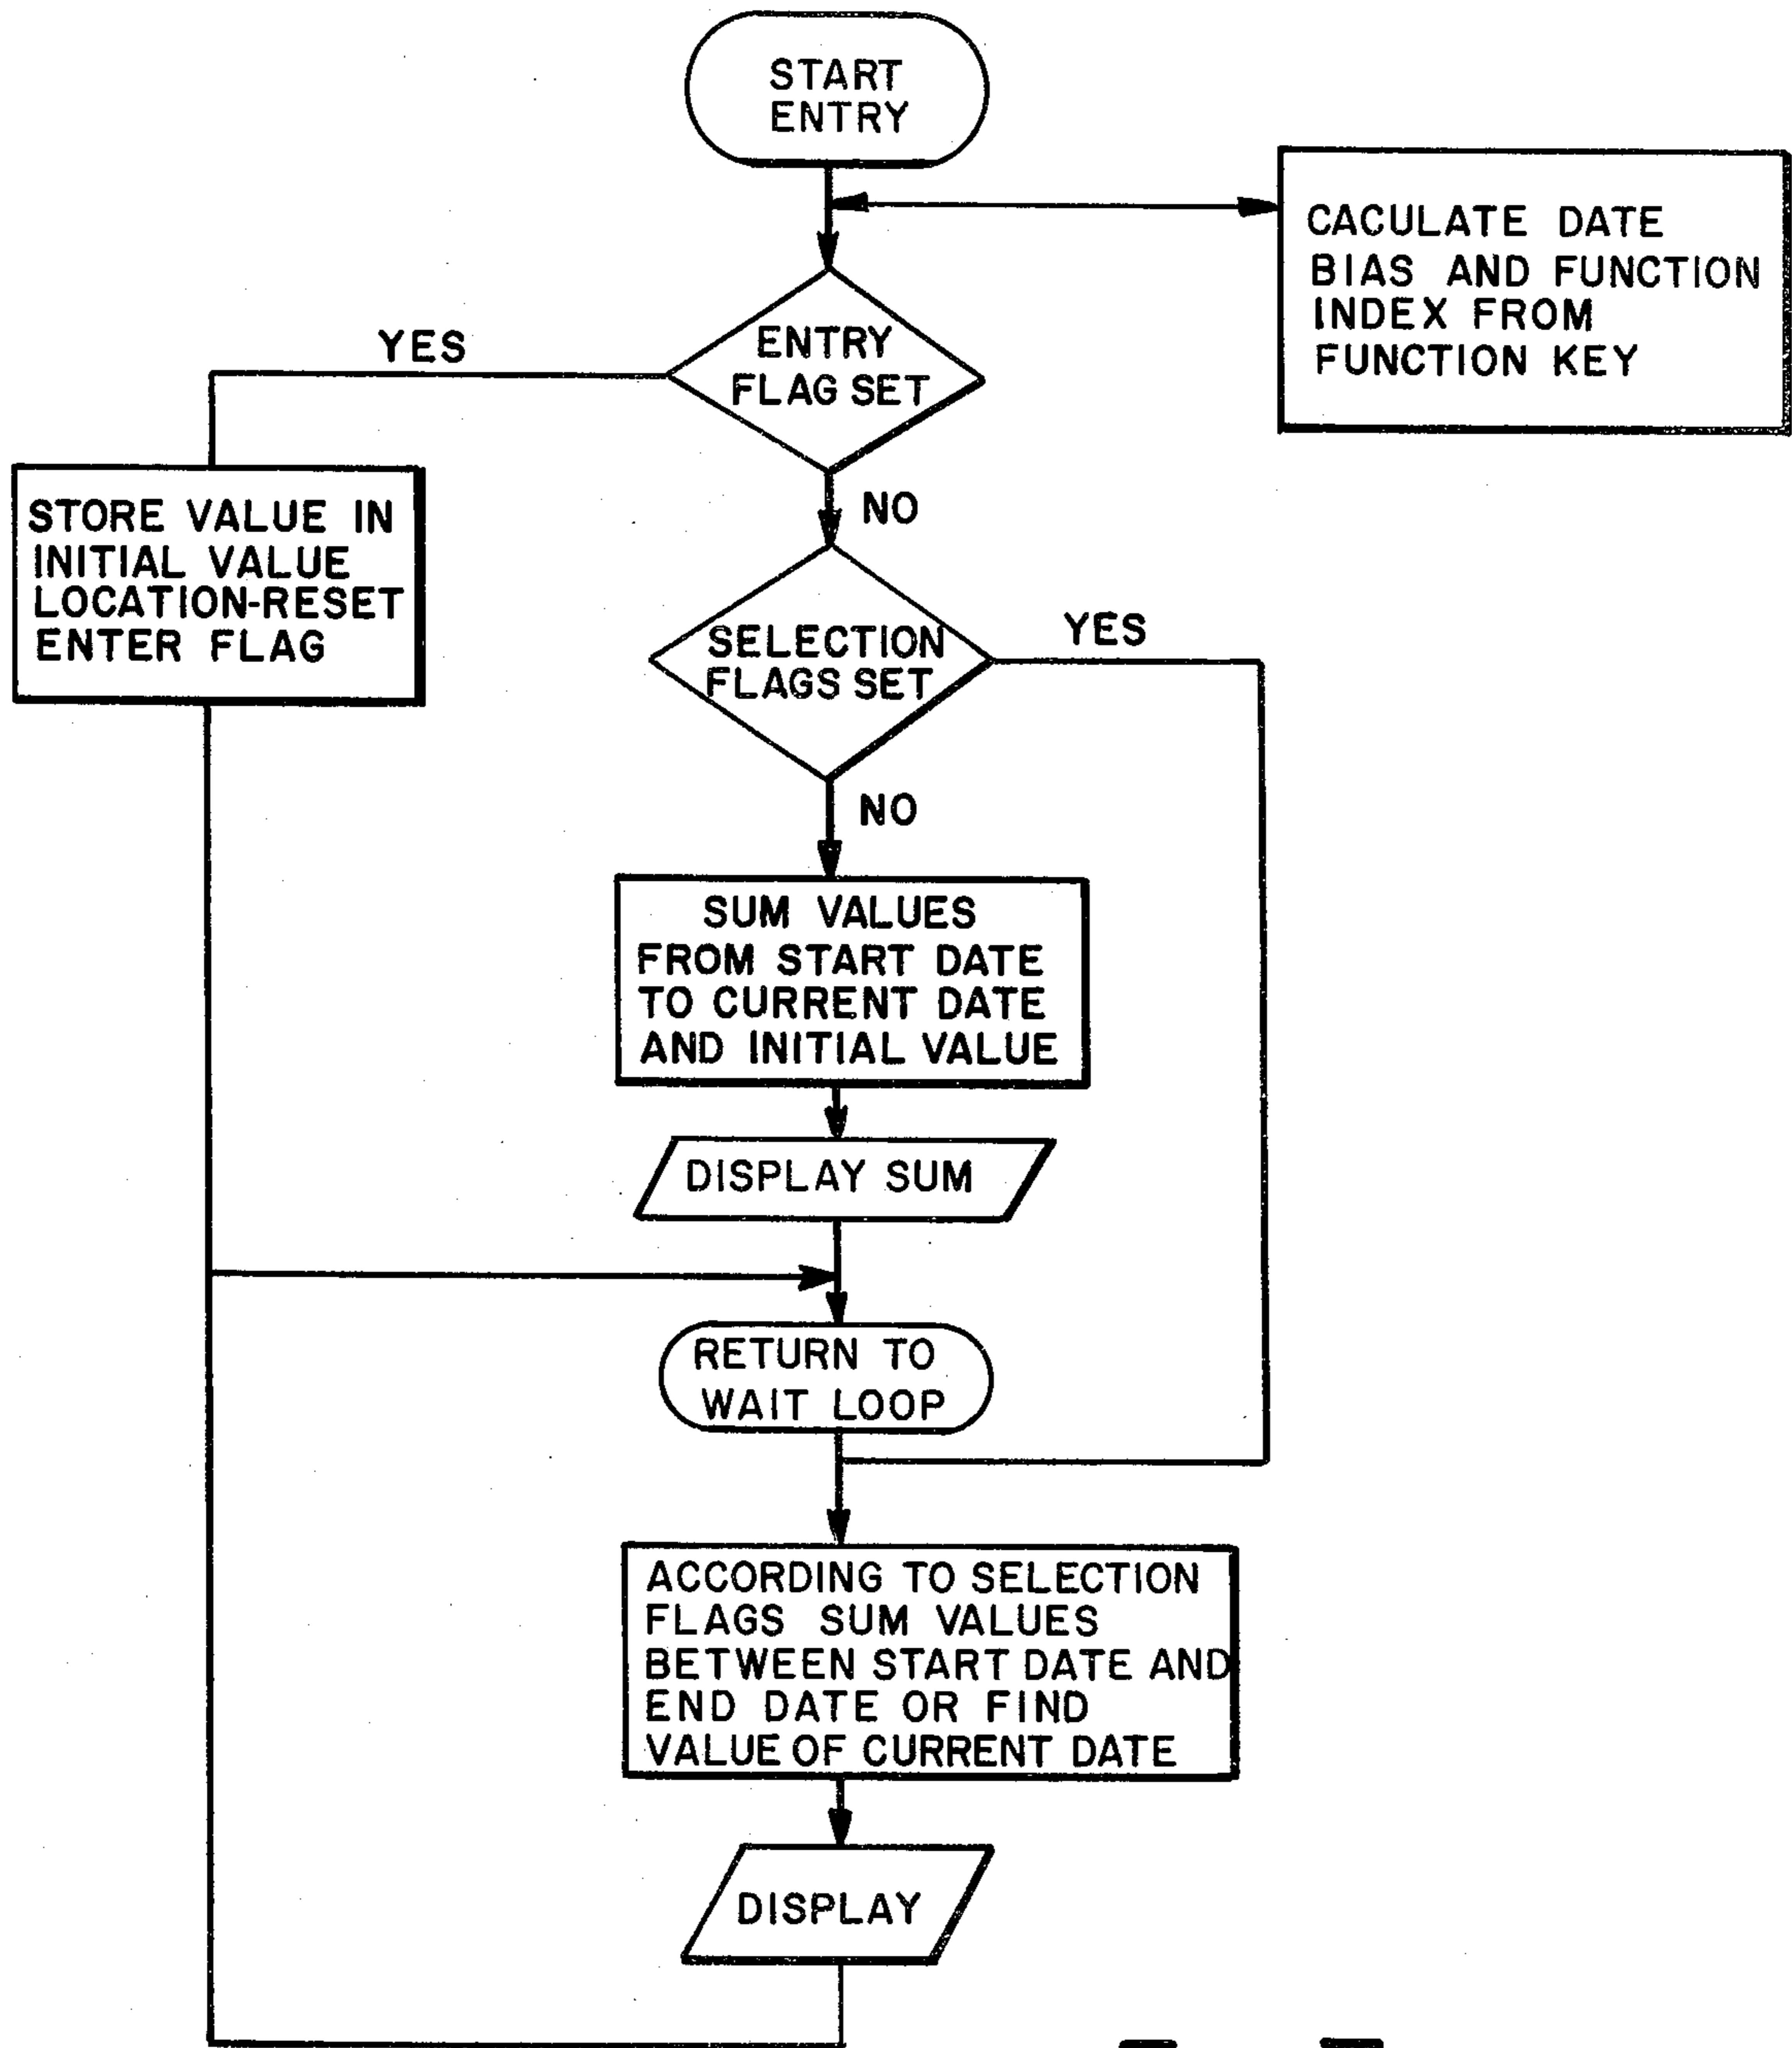 START
ENTRY
CACULATE DATE
BIAS AND FUNCTION
INDEX FROM
FUNCTION KEY
ENTRY
FLAG SET
YES
NO
STORE VALUE IN
INITIAL VALUE
LOCATION-RESET
ENTER FLAG
SELECTION
FLAGS SET
YES
NO
SUM VALUES
FROM START DATE
TO CURRENT DATE
AND INITIAL VALUE
DISPLAY SUM
RETURN TO
WAIT LOOP
ACCORDING TO SELECTION
FLAGS SUM VALUES
BETWEEN START DATE AND
END DATE OR FIND
VALUE OF CURRENT DATE
DISPLAY